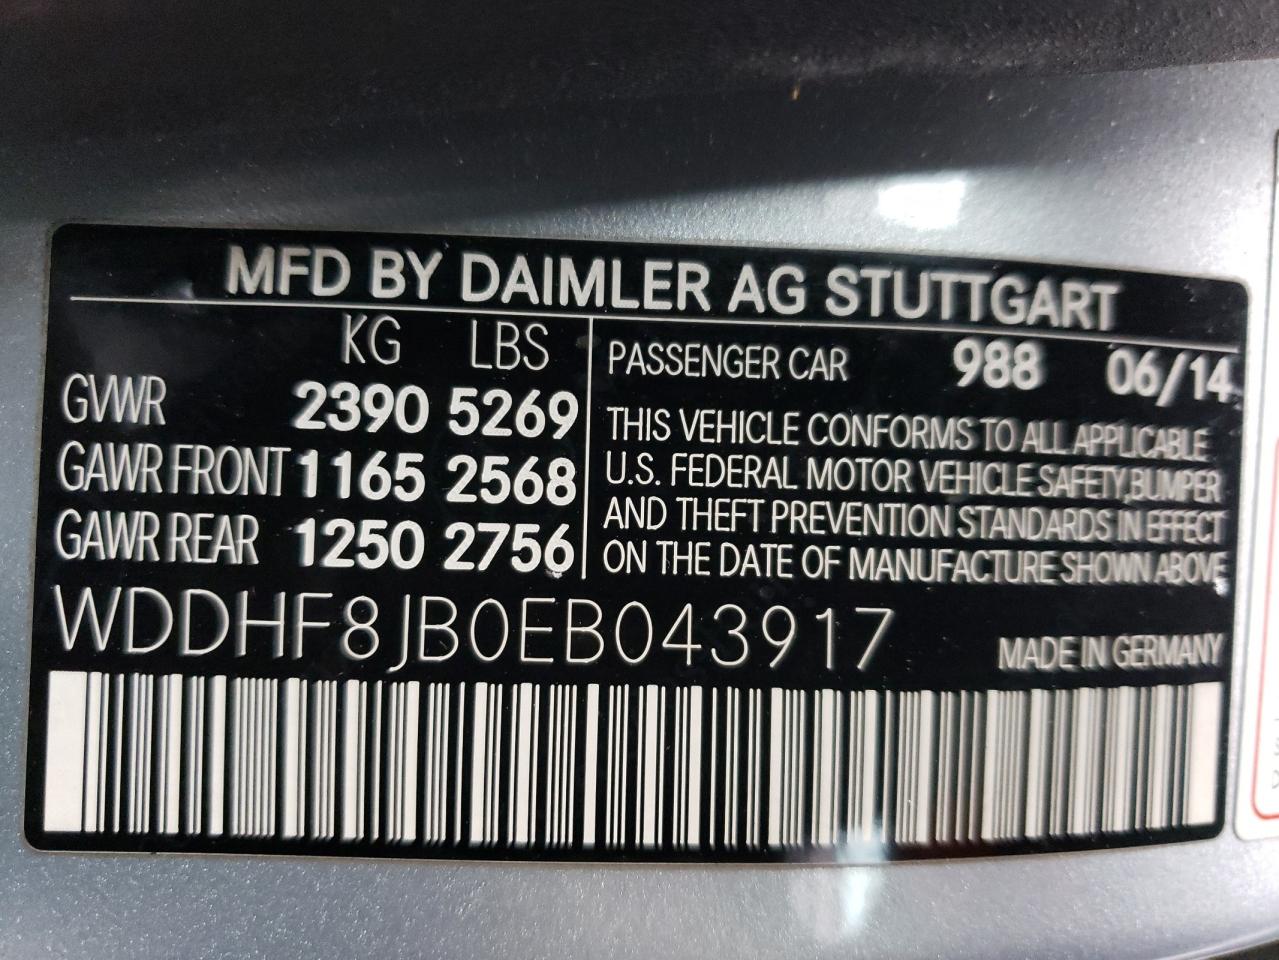 MFD BY DAIMLER AG STUTTGART
KG LBS
GVWR 2390 5269
GAWR FRONT 1165 2568
GAWR REAR 1250 2756
PASSENGER CAR 988 06/14
THIS VEHICLE CONFORMS TO ALL APPLICABLE
U.S. FEDERAL MOTOR VEHICLE SAFETY, BUMPER
AND THEFT PREVENTION STANDARDS IN EFFECT
ON THE DATE OF MANUFACTURE SHOWN ABOVE
WDDHF8JB0EB043917
MADE IN GERMANY